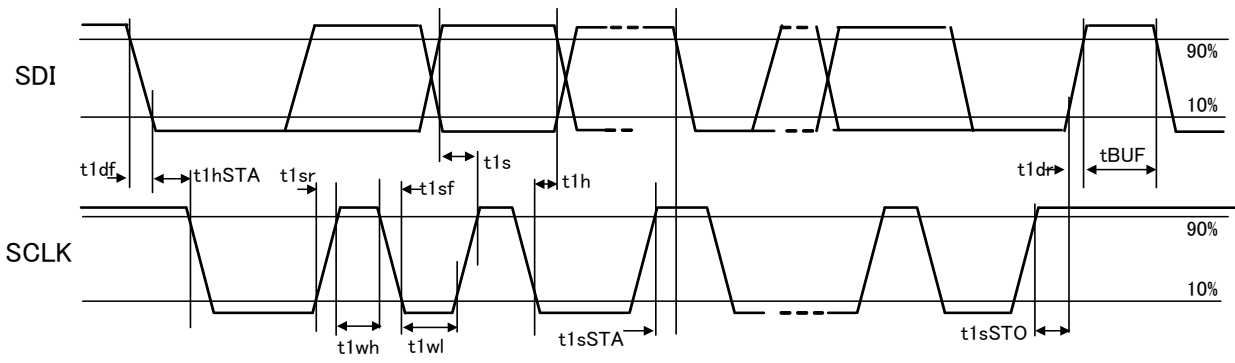 SDI
90%
10%
t1df
t1hSTA
t1sr
t1sf
t1s
t1h
t1dr
tBUF
SCLK
90%
10%
t1wh
t1wl
t1sSTA
t1sSTO